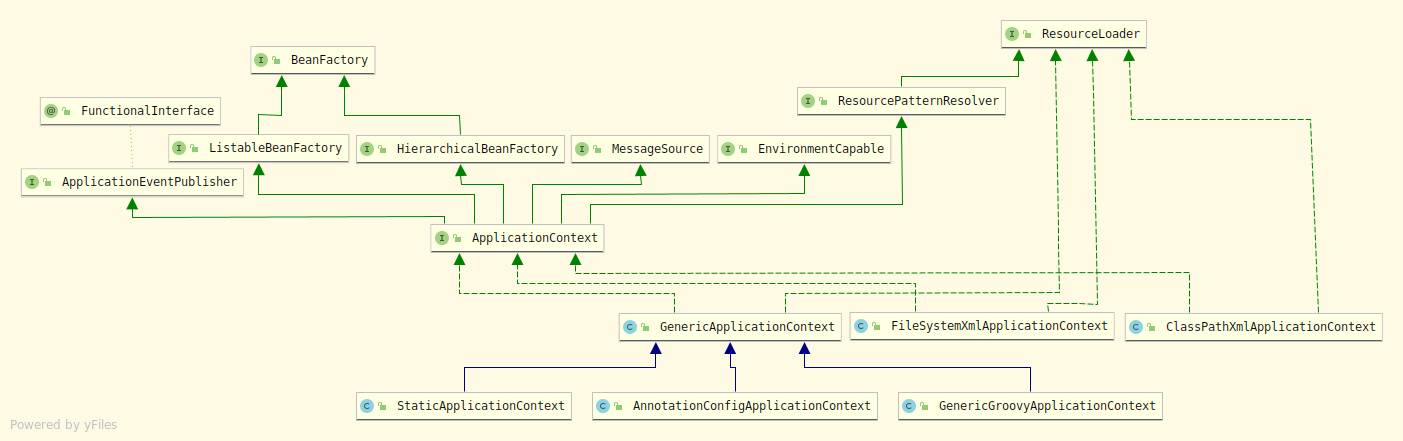 I ResourceLoader
I BeanFactory
I ResourcePatternResolver
@ FunctionalInterface
I ListableBeanFactory
I HierarchicalBeanFactory
I MessageSource
I EnvironmentCapable
I ApplicationEventPublisher
I ApplicationContext
C GenericApplicationContext
C FileSystemXmlApplicationContext
C ClassPathXmlApplicationContext
C StaticApplicationContext
C AnnotationConfigApplicationContext
C GenericGroovyApplicationContext
Powered by yFiles